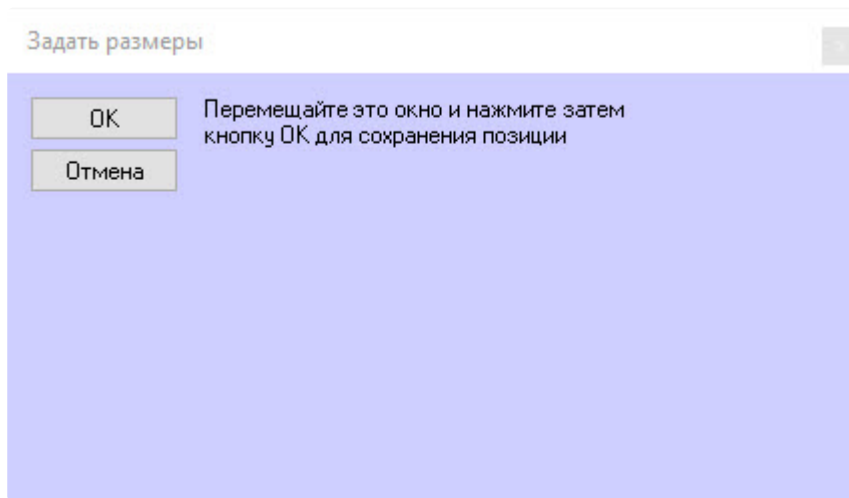 Задать размеры
OK
Перемещайте это окно и нажмите затем
кнопку OK для сохранения позиции
Отмена